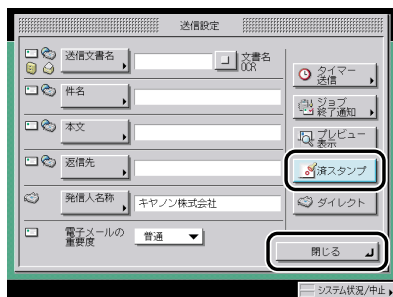 送信設定
送信文書名
文書名
OCR
件名
本文
返信先
発信人名称
キヤノン株式会社
電子メールの
重要度
普通
タイマー
送信
ジョブ
終了通知
プレビュー
表示
済スタンプ
ダイレクト
閉じる
システム状況/中止